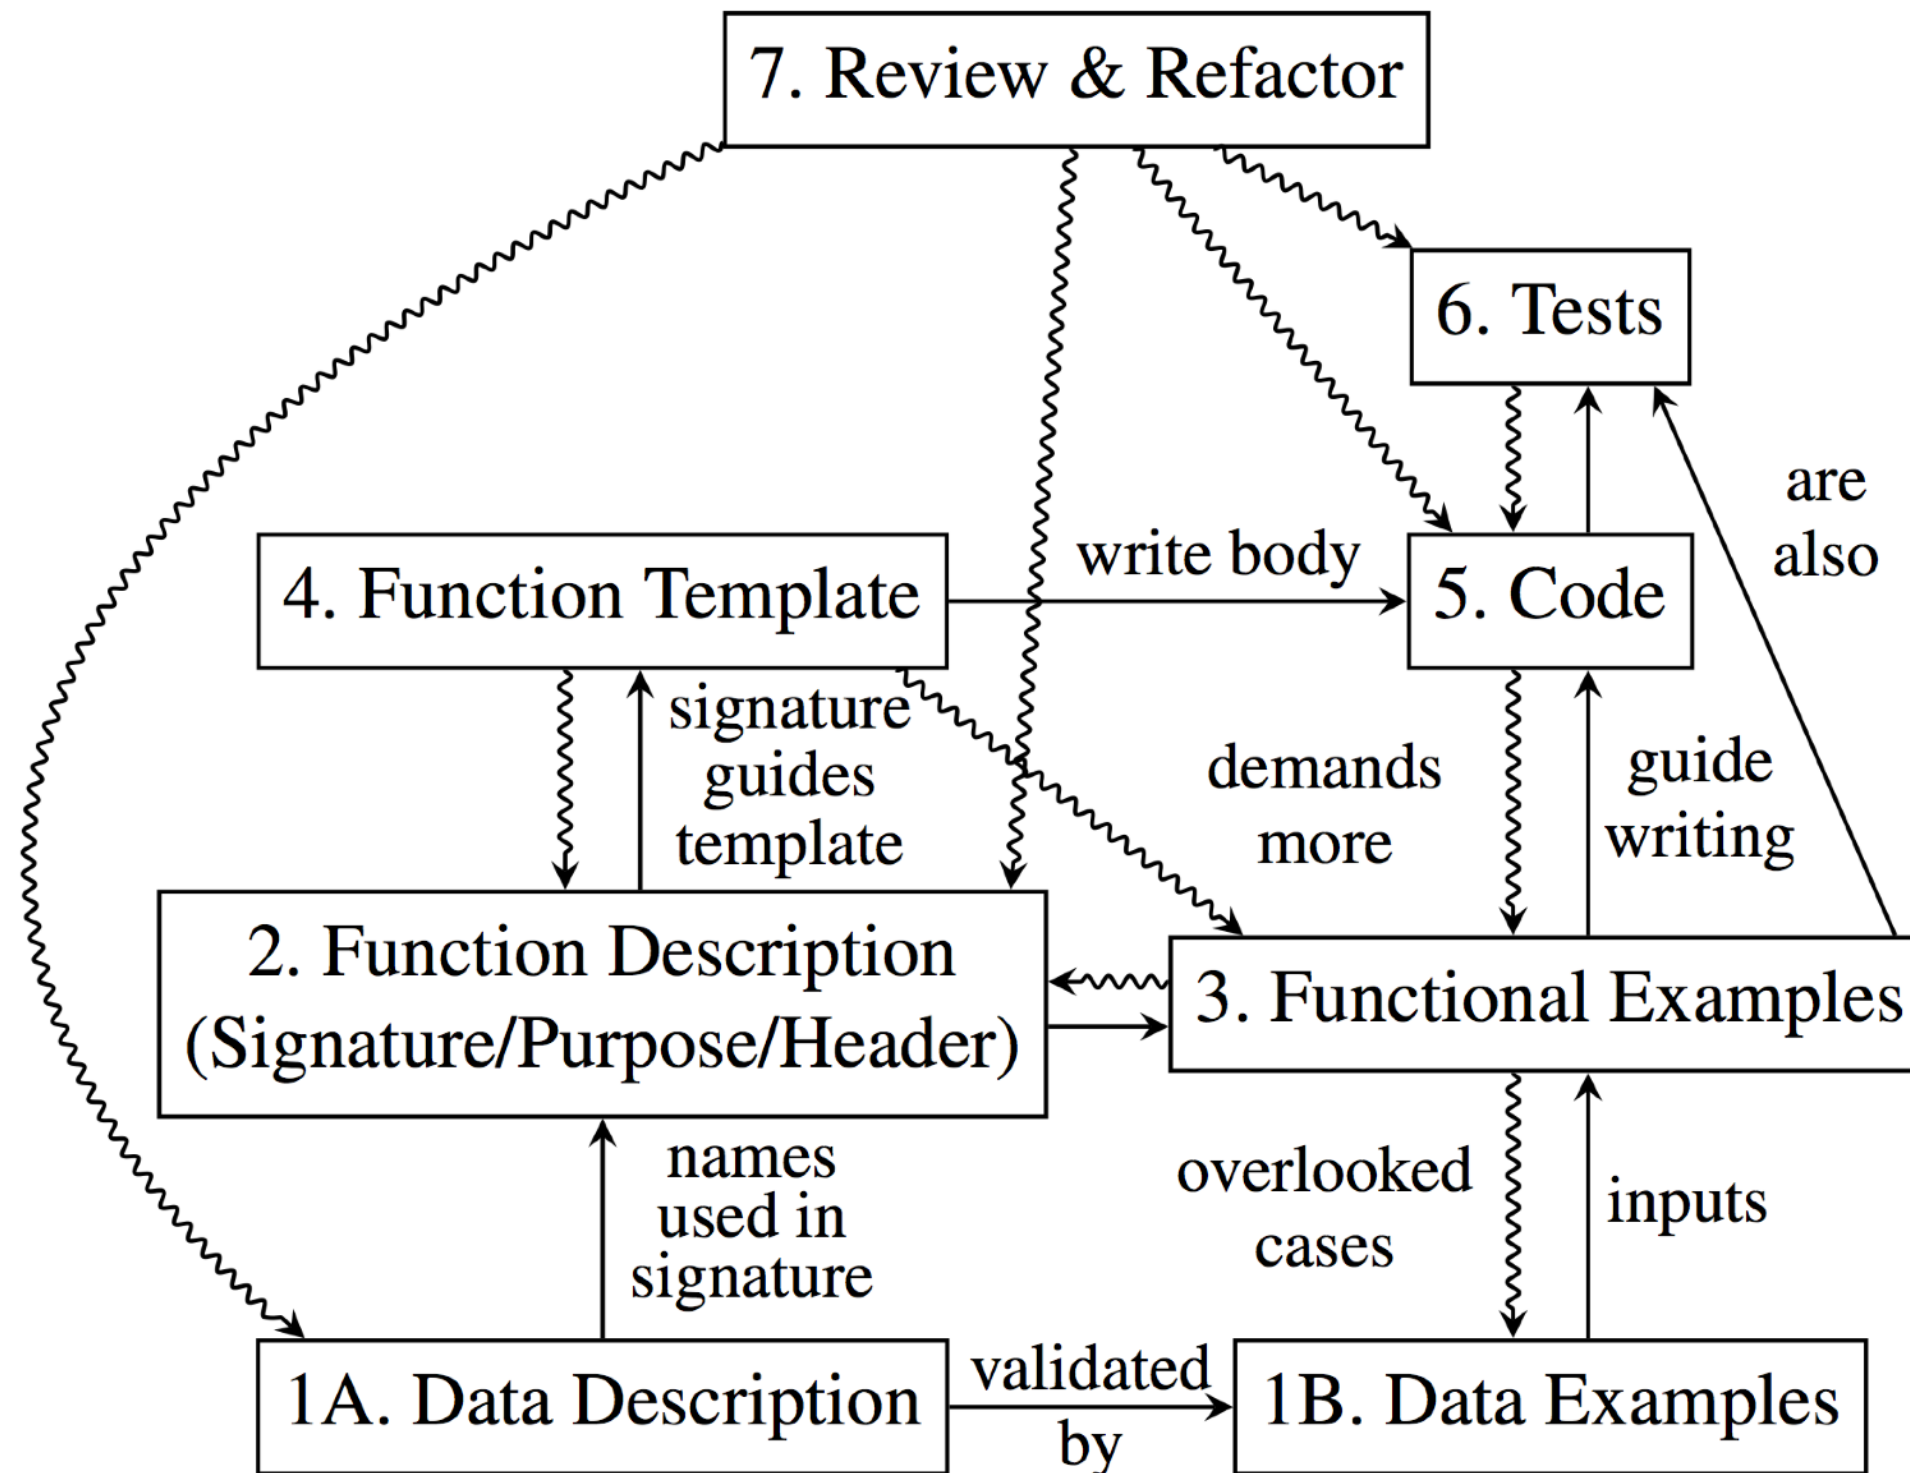 7. Review & Refactor
6. Tests
are
also
write body
4. Function Template
5. Code
signature
guides
template
demands
more
guide
writing
2. Function Description
(Signature/Purpose/Header)
3. Functional Examples
names
used in
signature
overlooked
cases
inputs
validated
by
1A. Data Description
1B. Data Examples